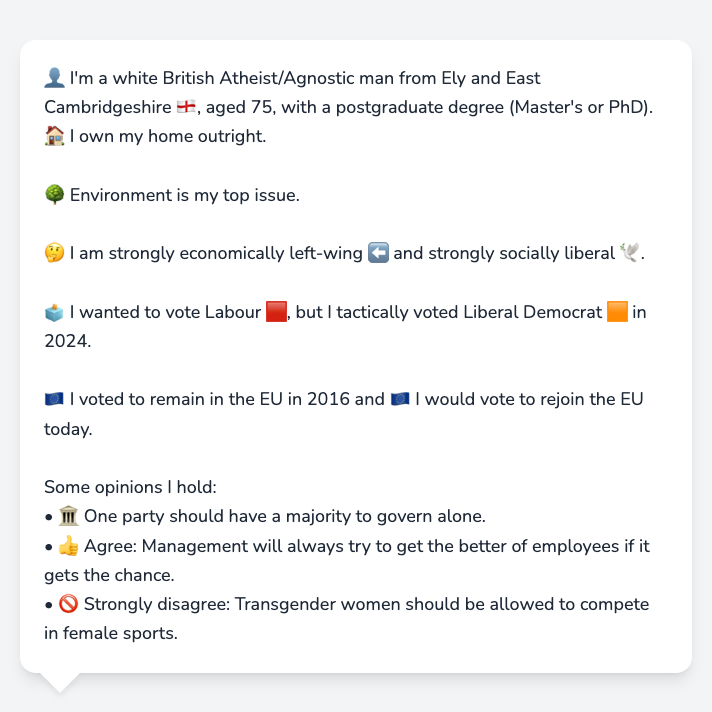 👤 I'm a white British Atheist/Agnostic man from Ely and East
Cambridgeshire 🏴󠁧󠁢󠁥󠁮󠁧󠁿, aged 75, with a postgraduate degree (Master's or PhD).
🏠 I own my home outright.
🌳 Environment is my top issue.
🤔 I am strongly economically left-wing ⬅️ and strongly socially liberal 🕊️.
🗳️ I wanted to vote Labour 🟥, but I tactically voted Liberal Democrat 🟧 in
2024.
🇪🇺 I voted to remain in the EU in 2016 and 🇪🇺 I would vote to rejoin the EU
today.
Some opinions I hold:
• 🏛️ One party should have a majority to govern alone.
• 👍 Agree: Management will always try to get the better of employees if it
gets the chance.
• 🚫 Strongly disagree: Transgender women should be allowed to compete
in female sports.